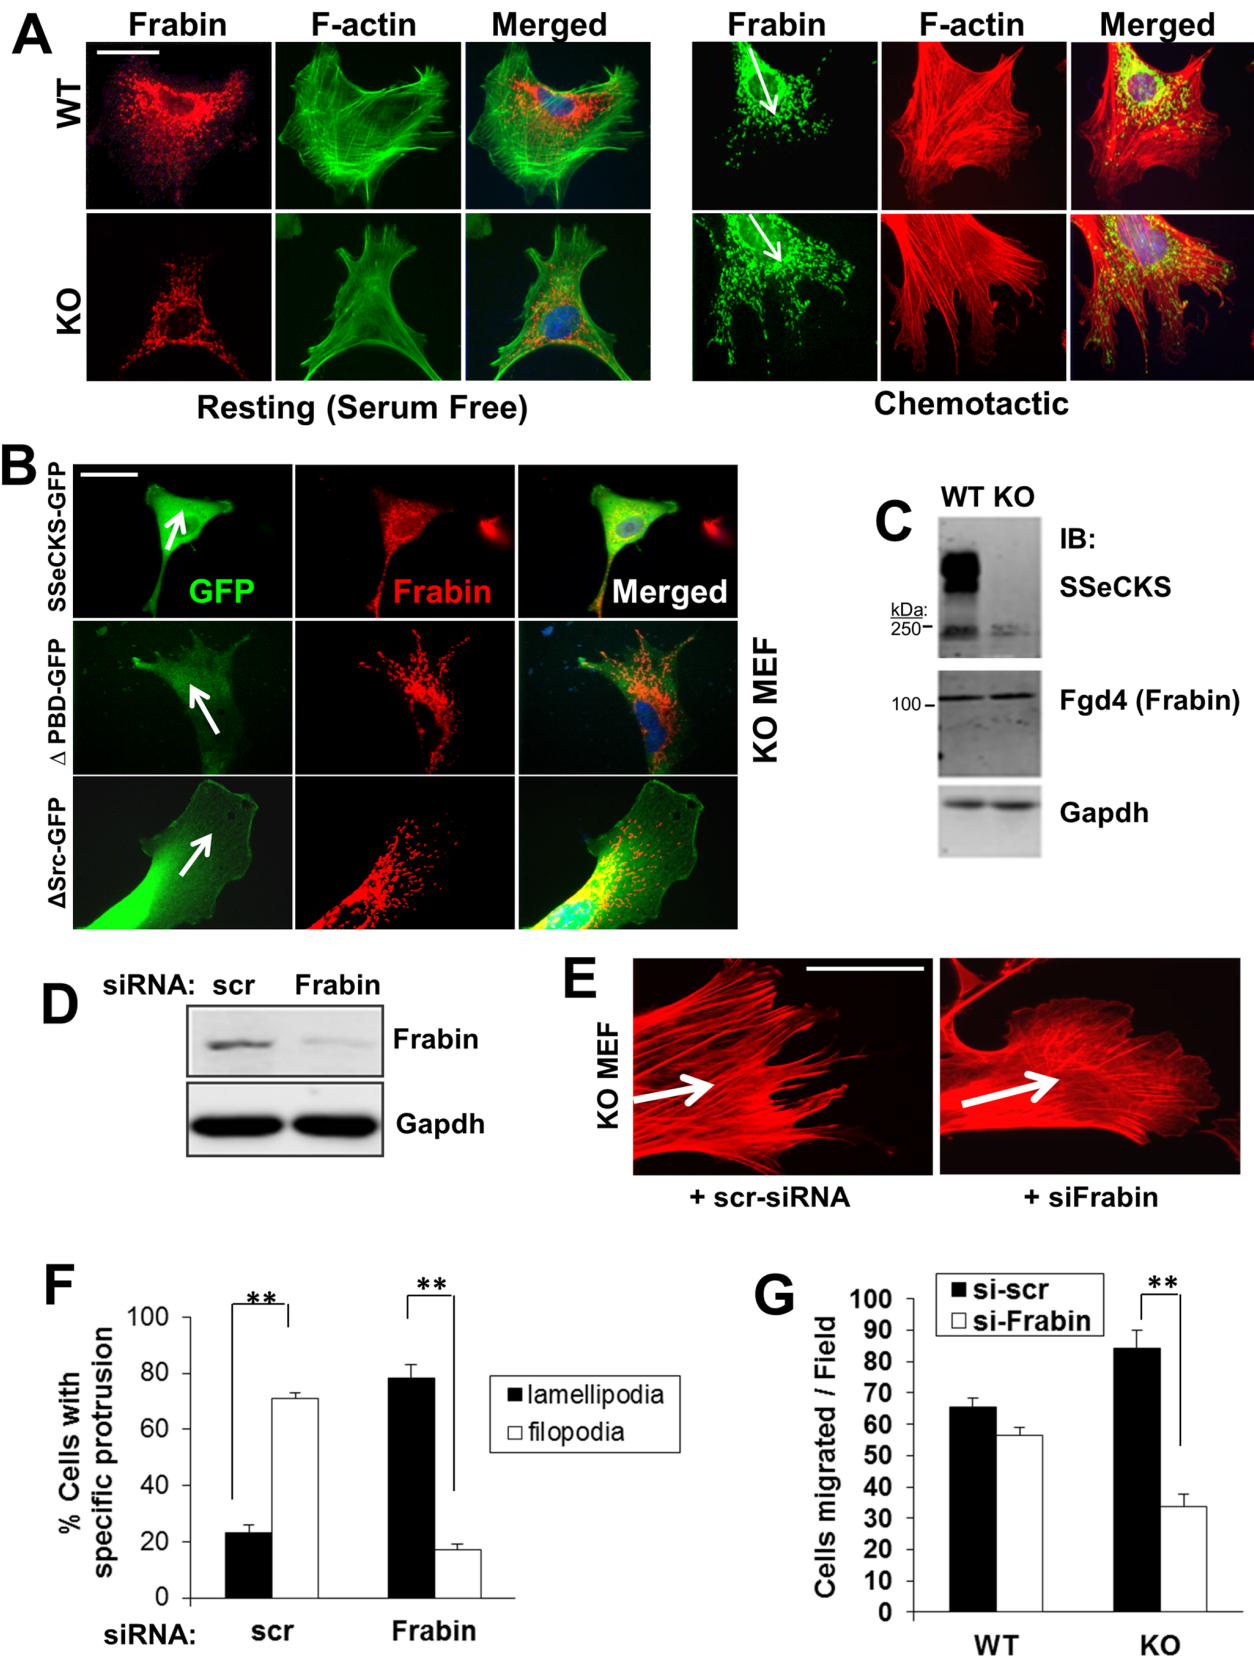 A
Frabin F-actin Merged Frabin F-actin Merged
WT
KO
Resting (Serum Free) Chemotactic
B
SSeCKS-GFP
GFP Frabin Merged
Δ PBD-GFP
ΔSrc-GFP
KO MEF
C
WT KO
IB:
SSeCKS
kDa:
250
Fgd4 (Frabin)
100
Gapdh
D
siRNA: scr Frabin
Frabin
Gapdh
E
KO MEF
+ scr-siRNA + siFrabin
F
% Cells with
specific protrusion
100
80
60
40
20
0
** **
lamellipodia
filopodia
siRNA: scr Frabin
G
Cells migrated / Field
100
90
80
70
60
50
40
30
20
10
0
si-scr
si-Frabin
**
WT KO